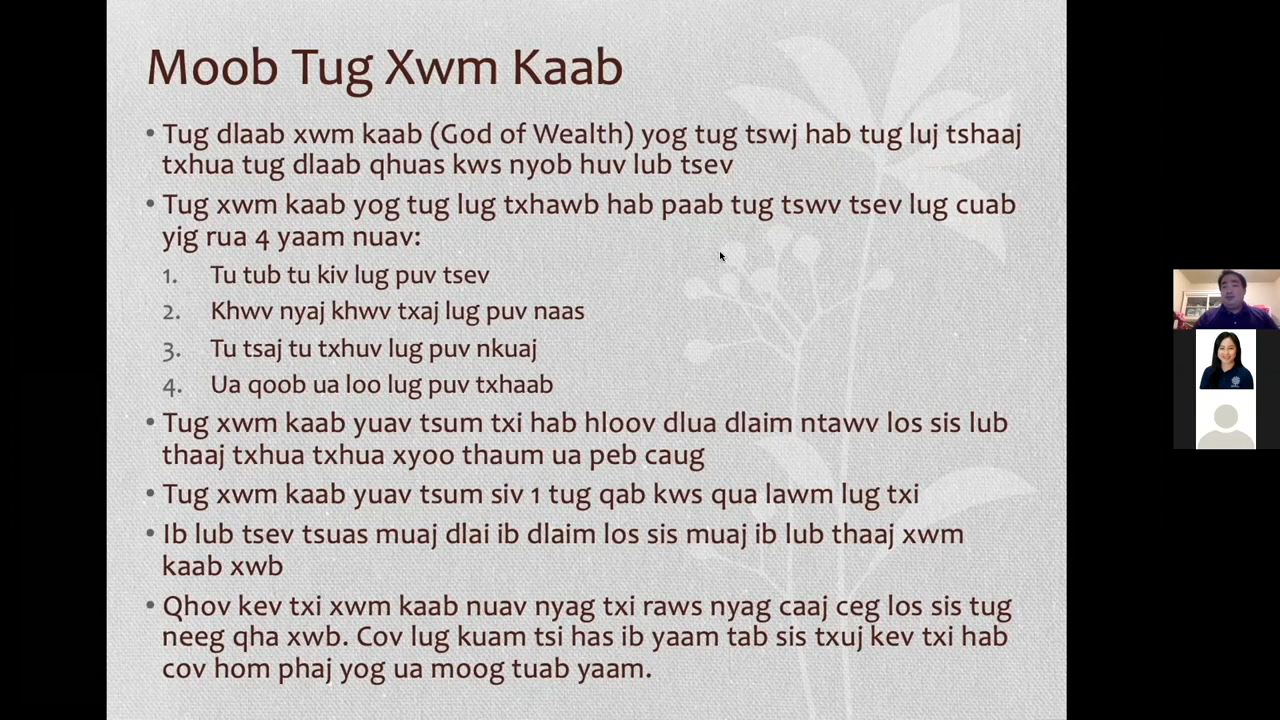 Moob Tug Xwm Kaab
• Tug dlaab xwm kaab (God of Wealth) yog tug tswj hab tug luj tshaaj
txhua tug dlaab qhuas kws nyob huv lub tsev
• Tug xwm kaab yog tug lug txhawb hab paab tug tswv tsev lug cuab
yig rua 4 yaam nuav:
1. Tu tub tu kiv lug puv tsev
2. Khwv nyaj khwv txaj lug puv naas
3. Tu tsaj tu txhuv lug puv nkuaj
4. Ua qoob ua loo lug puv txhaab
• Tug xwm kaab yuav tsum txi hab hloov dlua dlaim ntawv los sis lub
thaaj txhua txhua xyoo thaum ua peb caug
• Tug xwm kaab yuav tsum siv 1 tug qab kws qua lawm lug txi
• Ib lub tsev tsuas muaj dlai ib dlaim los sis muaj ib lub thaaj xwm
kaab xwb
• Qhov kev txi xwm kaab nuav nyag txi raws nyag caaj ceg los sis tug
neeg qha xwb. Cov lug kuam tsi has ib yaam tab sis txuj kev txi hab
cov hom phaj yog ua moog tuab yaam.